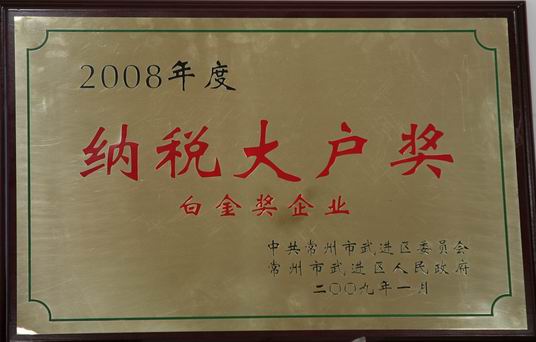 2008年度
纳税大户奖
白金奖企业
中共常州市武进区委员会
常州市武进区人民政府
二〇〇九年一月